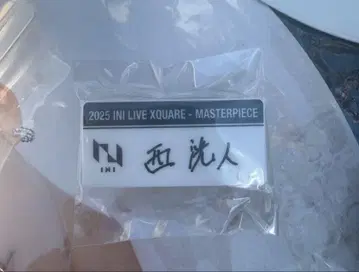 2025 INI LIVE XQUARE - MASTERPIECE
INI
西 洸人